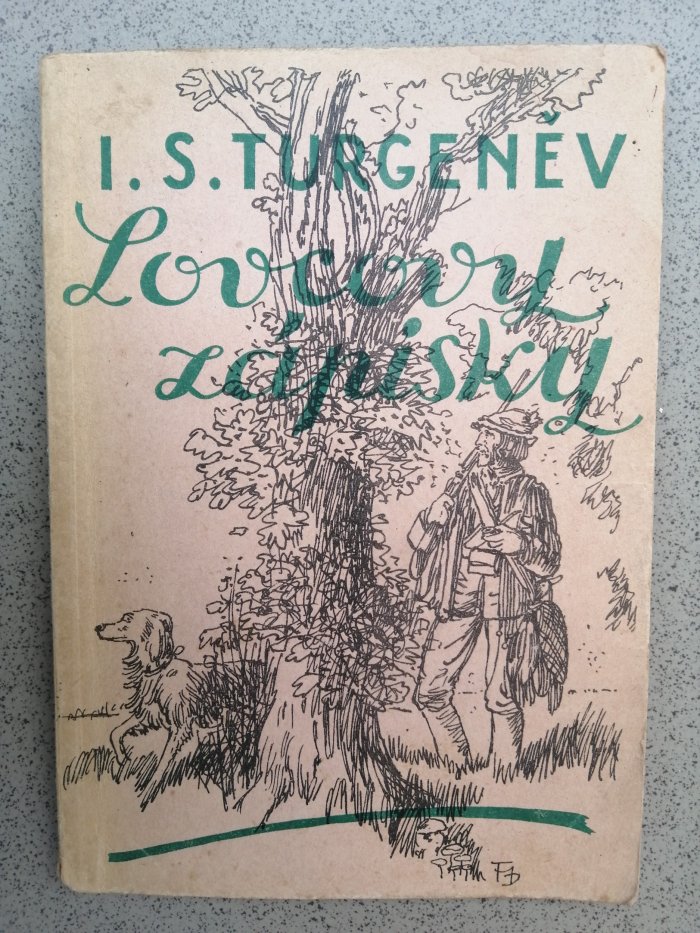 I. S. TURGENĚV
Lovcovy
zápisky